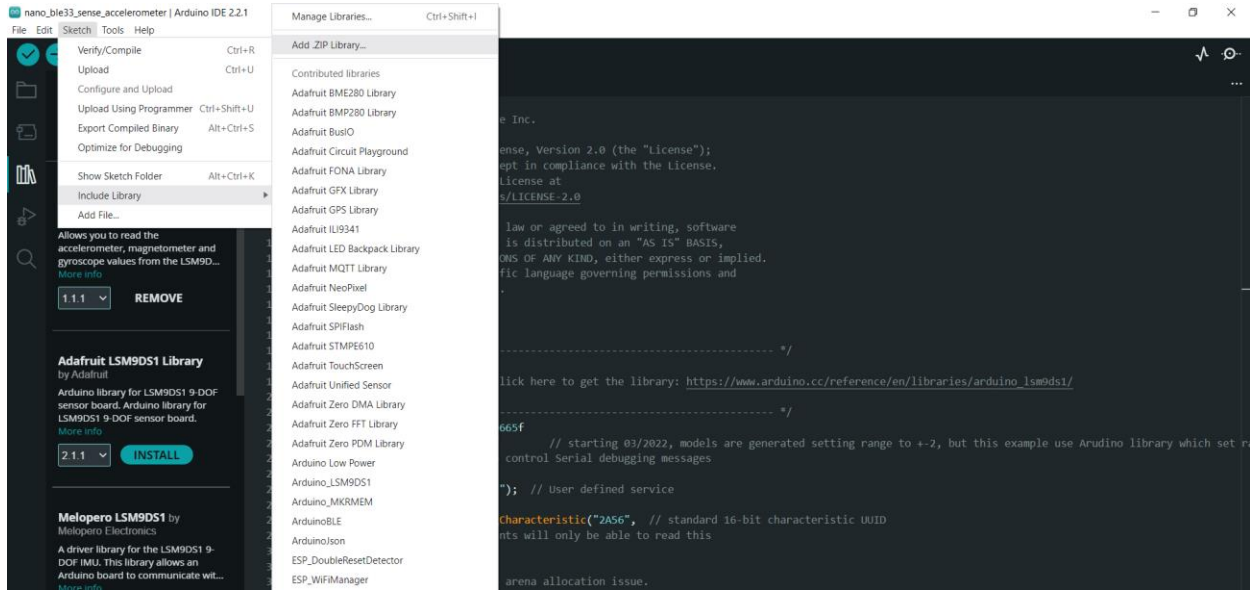 nano_ble33_sense_accelerometer | Arduino IDE 2.2.1
File Edit Sketch Tools Help
Verify/Compile Ctrl+R
Upload Ctrl+U
Configure and Upload
Upload Using Programmer Ctrl+Shift+U
Export Compiled Binary Alt+Ctrl+S
Optimize for Debugging
Show Sketch Folder Alt+Ctrl+K
Include Library
Add File...
Manage Libraries... Ctrl+Shift+I
Add .ZIP Library...
Contributed libraries
Adafruit BME280 Library
Adafruit BMP280 Library
Adafruit BusIO
Adafruit Circuit Playground
Adafruit FONA Library
Adafruit GFX Library
Adafruit GPS Library
Adafruit ILI9341
Adafruit LED Backpack Library
Adafruit MQTT Library
Adafruit NeoPixel
Adafruit SleepyDog Library
Adafruit SPIFlash
Adafruit STMPE610
Adafruit TouchScreen
Adafruit Unified Sensor
Adafruit Zero DMA Library
Adafruit Zero FFT Library
Adafruit Zero PDM Library
Arduino Low Power
Arduino_LSM9DS1
Arduino_MKRMEM
ArduinoBLE
ArduinoJson
ESP_DoubleResetDetector
ESP_WiFiManager
Allows you to read the
accelerometer, magnetometer and
gyroscope values from the LSM9D...
More info
1.1.1 REMOVE
Adafruit LSM9DS1 Library
by Adafruit
Arduino library for LSM9DS1 9-DOF
sensor board. Arduino library for
LSM9DS1 9-DOF sensor board.
More info
2.1.1 INSTALL
Melopero LSM9DS1 by
Melopero Electronics
A driver library for the LSM9DS1 9-
DOF IMU. This library allows an
Arduino board to communicate wit...
More info
e Inc.
ense, Version 2.0 (the "License");
ept in compliance with the License.
License at
s/LICENSE-2.0
law or agreed to in writing, software
is distributed on an "AS IS" BASIS,
ONS OF ANY KIND, either express or implied.
fic language governing permissions and
.
---------------------------------------- */
lick here to get the library: https://www.arduino.cc/reference/en/libraries/arduino_lsm9ds1/
---------------------------------------- */
665f
// starting 03/2022, models are generated setting range to +-2, but this example use Arudino library which set r
control Serial debugging messages
"); // User defined service
Characteristic("2A56", // standard 16-bit characteristic UUID
nts will only be able to read this
arena allocation issue.